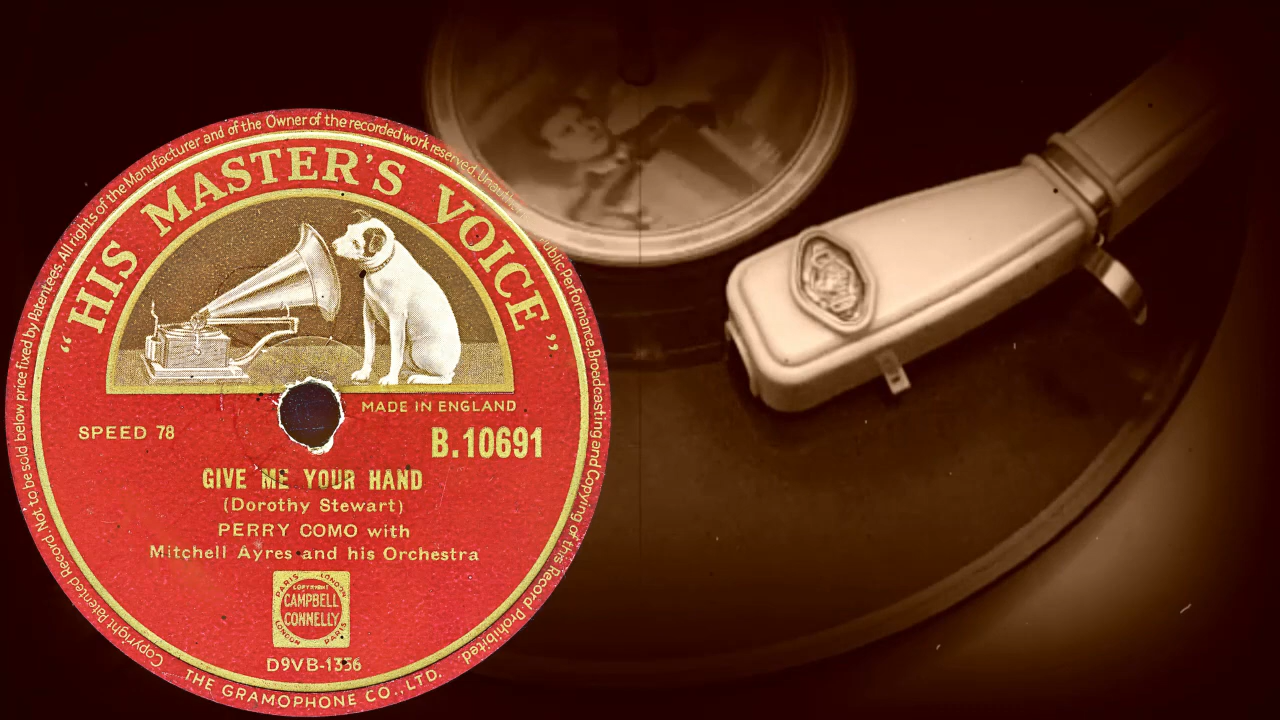 "HIS MASTER'S VOICE"
MADE IN ENGLAND
SPEED 78
B.10691
GIVE ME YOUR HAND
(Dorothy Stewart)
PERRY COMO with
Mitchell Ayres and his Orchestra
PARIS LONDON
COPYRIGHT
CAMPBELL
CONNELLY
LONDON PARIS
D9VB-1336
THE GRAMOPHONE CO., LTD.
Copyright Patented Record. Not to be sold below price fixed by Patentees. All rights of the Manufacturer and of the Owner of the recorded work reserved. Public Performance, Broadcasting and Copying of this Record Prohibited.